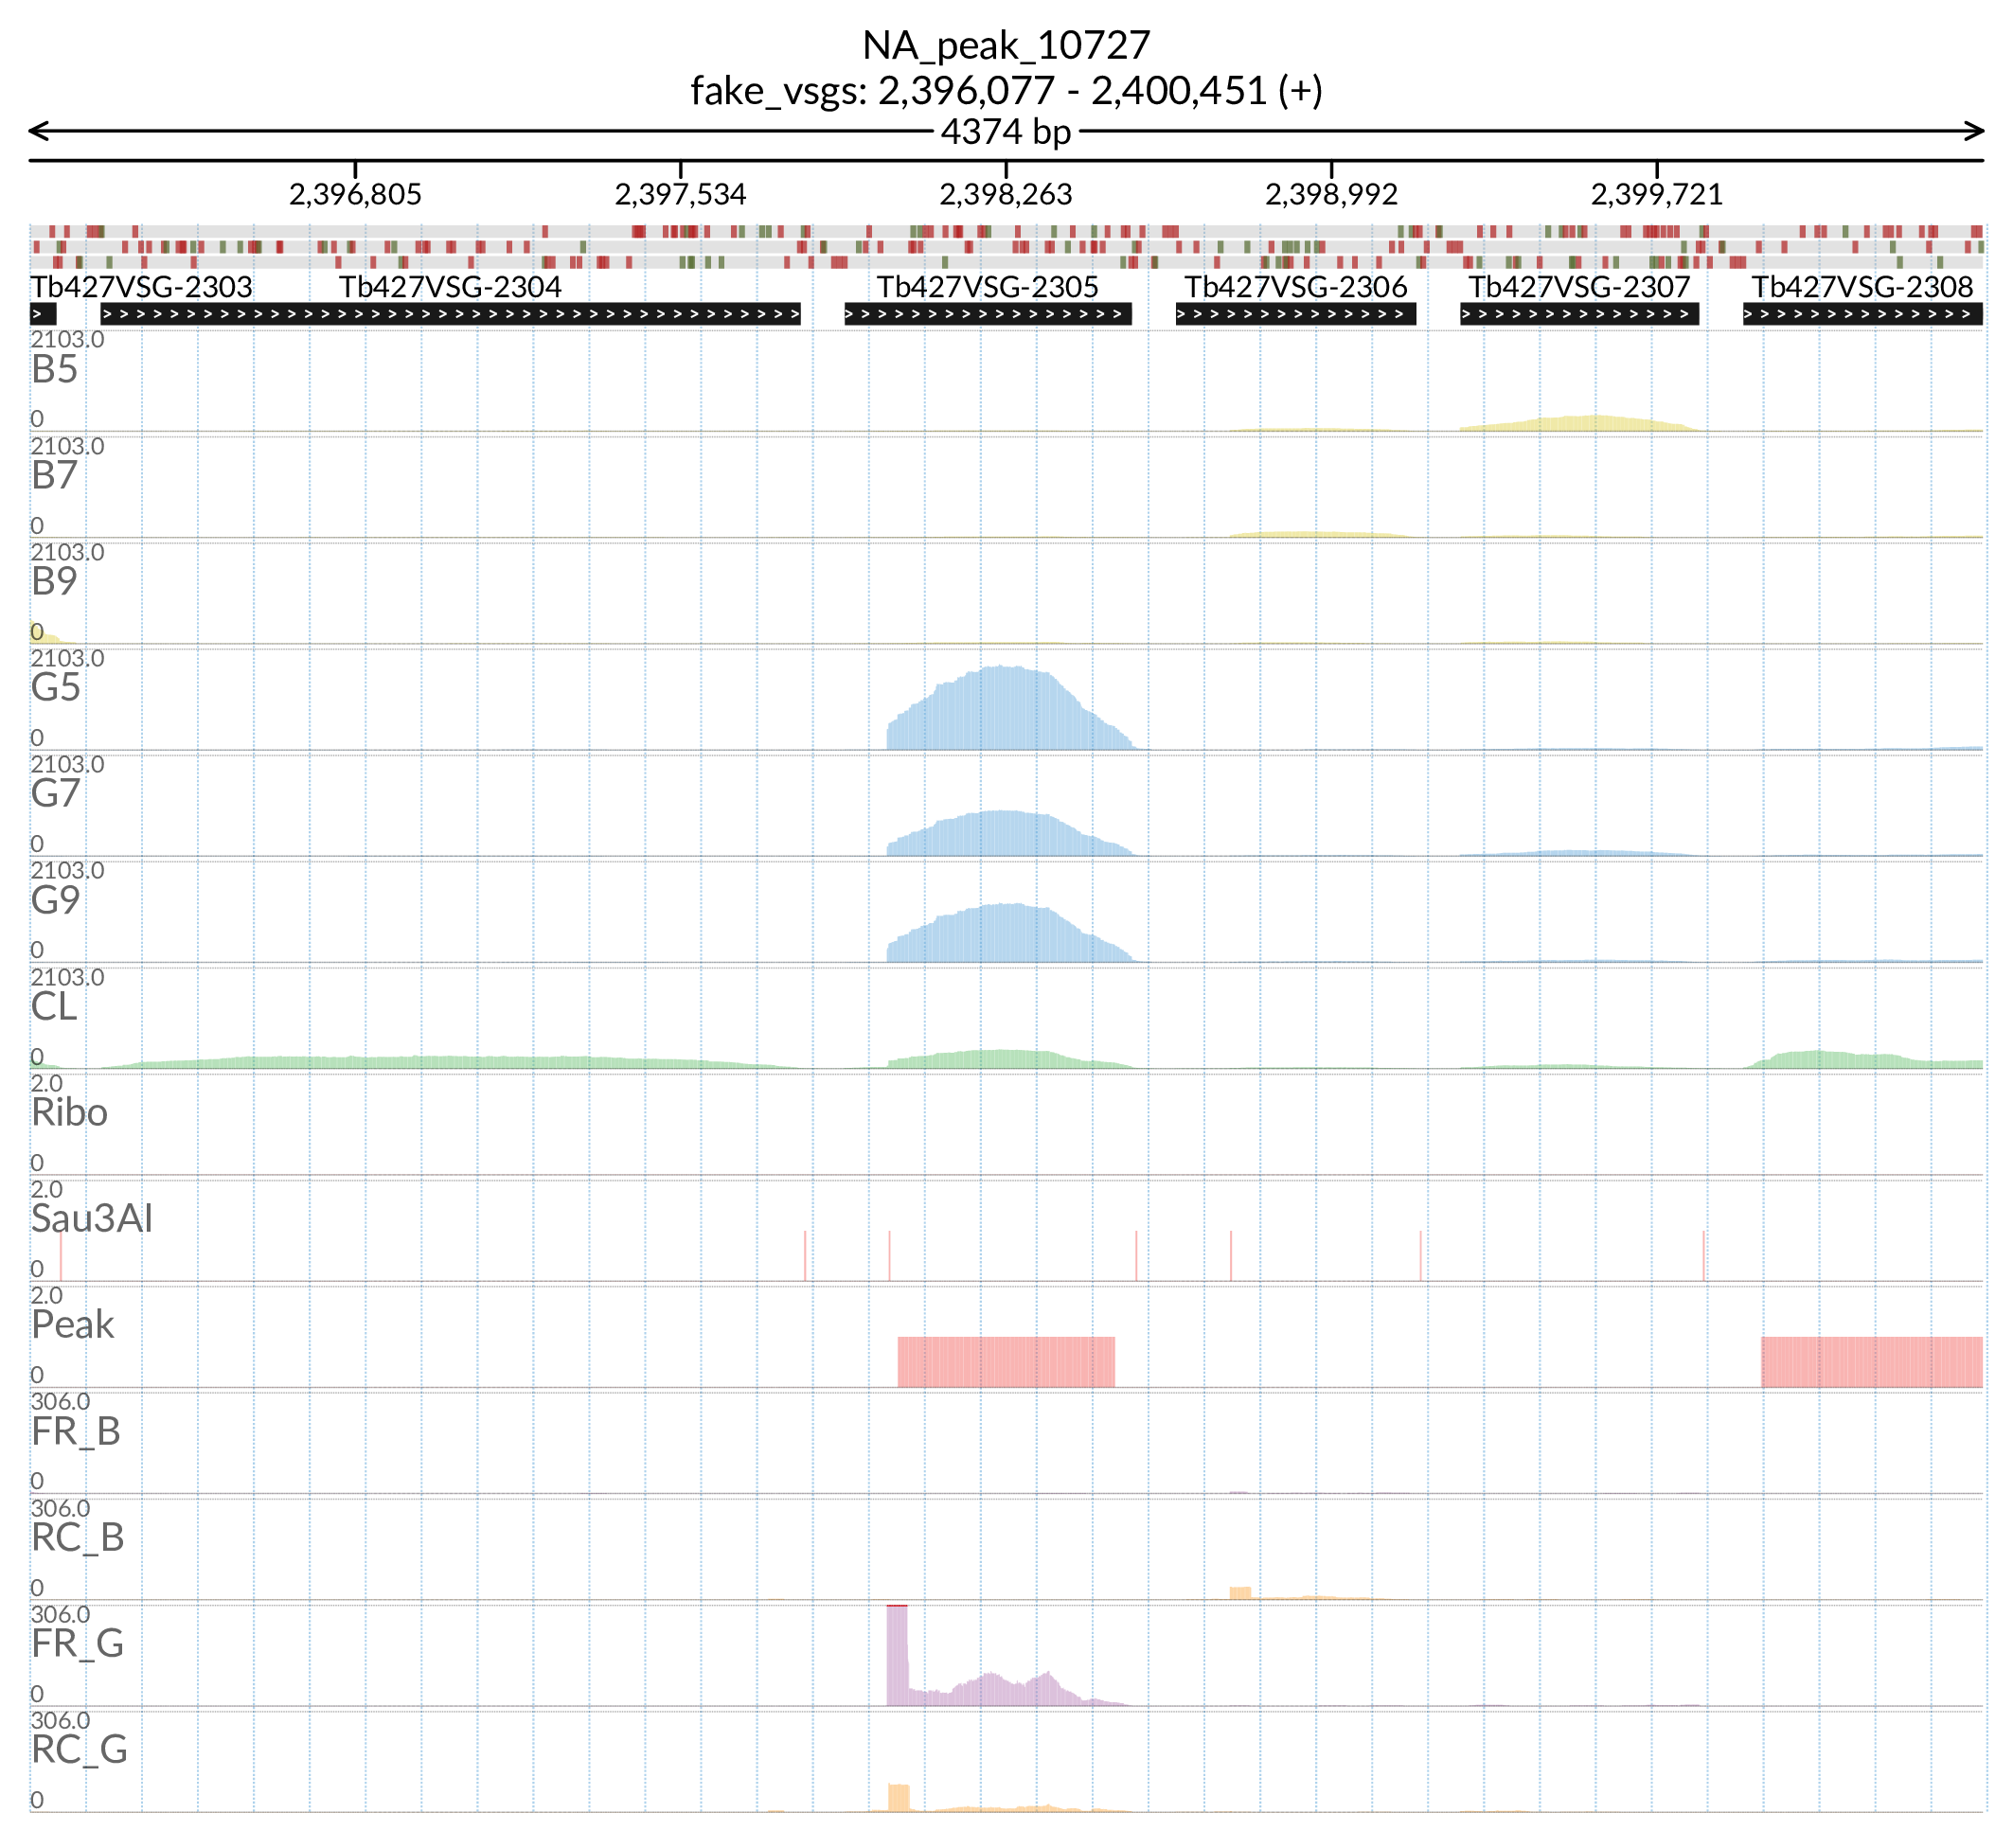 NA_peak_10727
fake_vsgs: 2,396,077 - 2,400,451 (+)
4374 bp
2,396,805 2,397,534 2,398,263 2,398,992 2,399,721
Tb427VSG-2303 Tb427VSG-2304 Tb427VSG-2305 Tb427VSG-2306 Tb427VSG-2307 Tb427VSG-2308
2103.0
B5
0
2103.0
B7
0
2103.0
B9
0
2103.0
G5
0
2103.0
G7
0
2103.0
G9
0
2103.0
CL
0
2.0
Ribo
0
2.0
Sau3AI
0
2.0
Peak
0
306.0
FR_B
0
306.0
RC_B
0
306.0
FR_G
0
306.0
RC_G
0